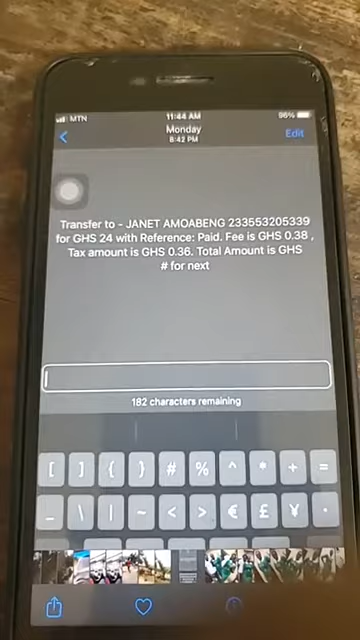 MTN 11:44 AM 96%
Monday
8:42 PM
Edit
Transfer to - JANET AMOABENG 233553205339
for GHS 24 with Reference: Paid. Fee is GHS 0.38 ,
Tax amount is GHS 0.36. Total Amount is GHS
# for next
182 characters remaining
[ ] { } # % ^ * + =
_ \ | ~ < > € £ ¥ ·